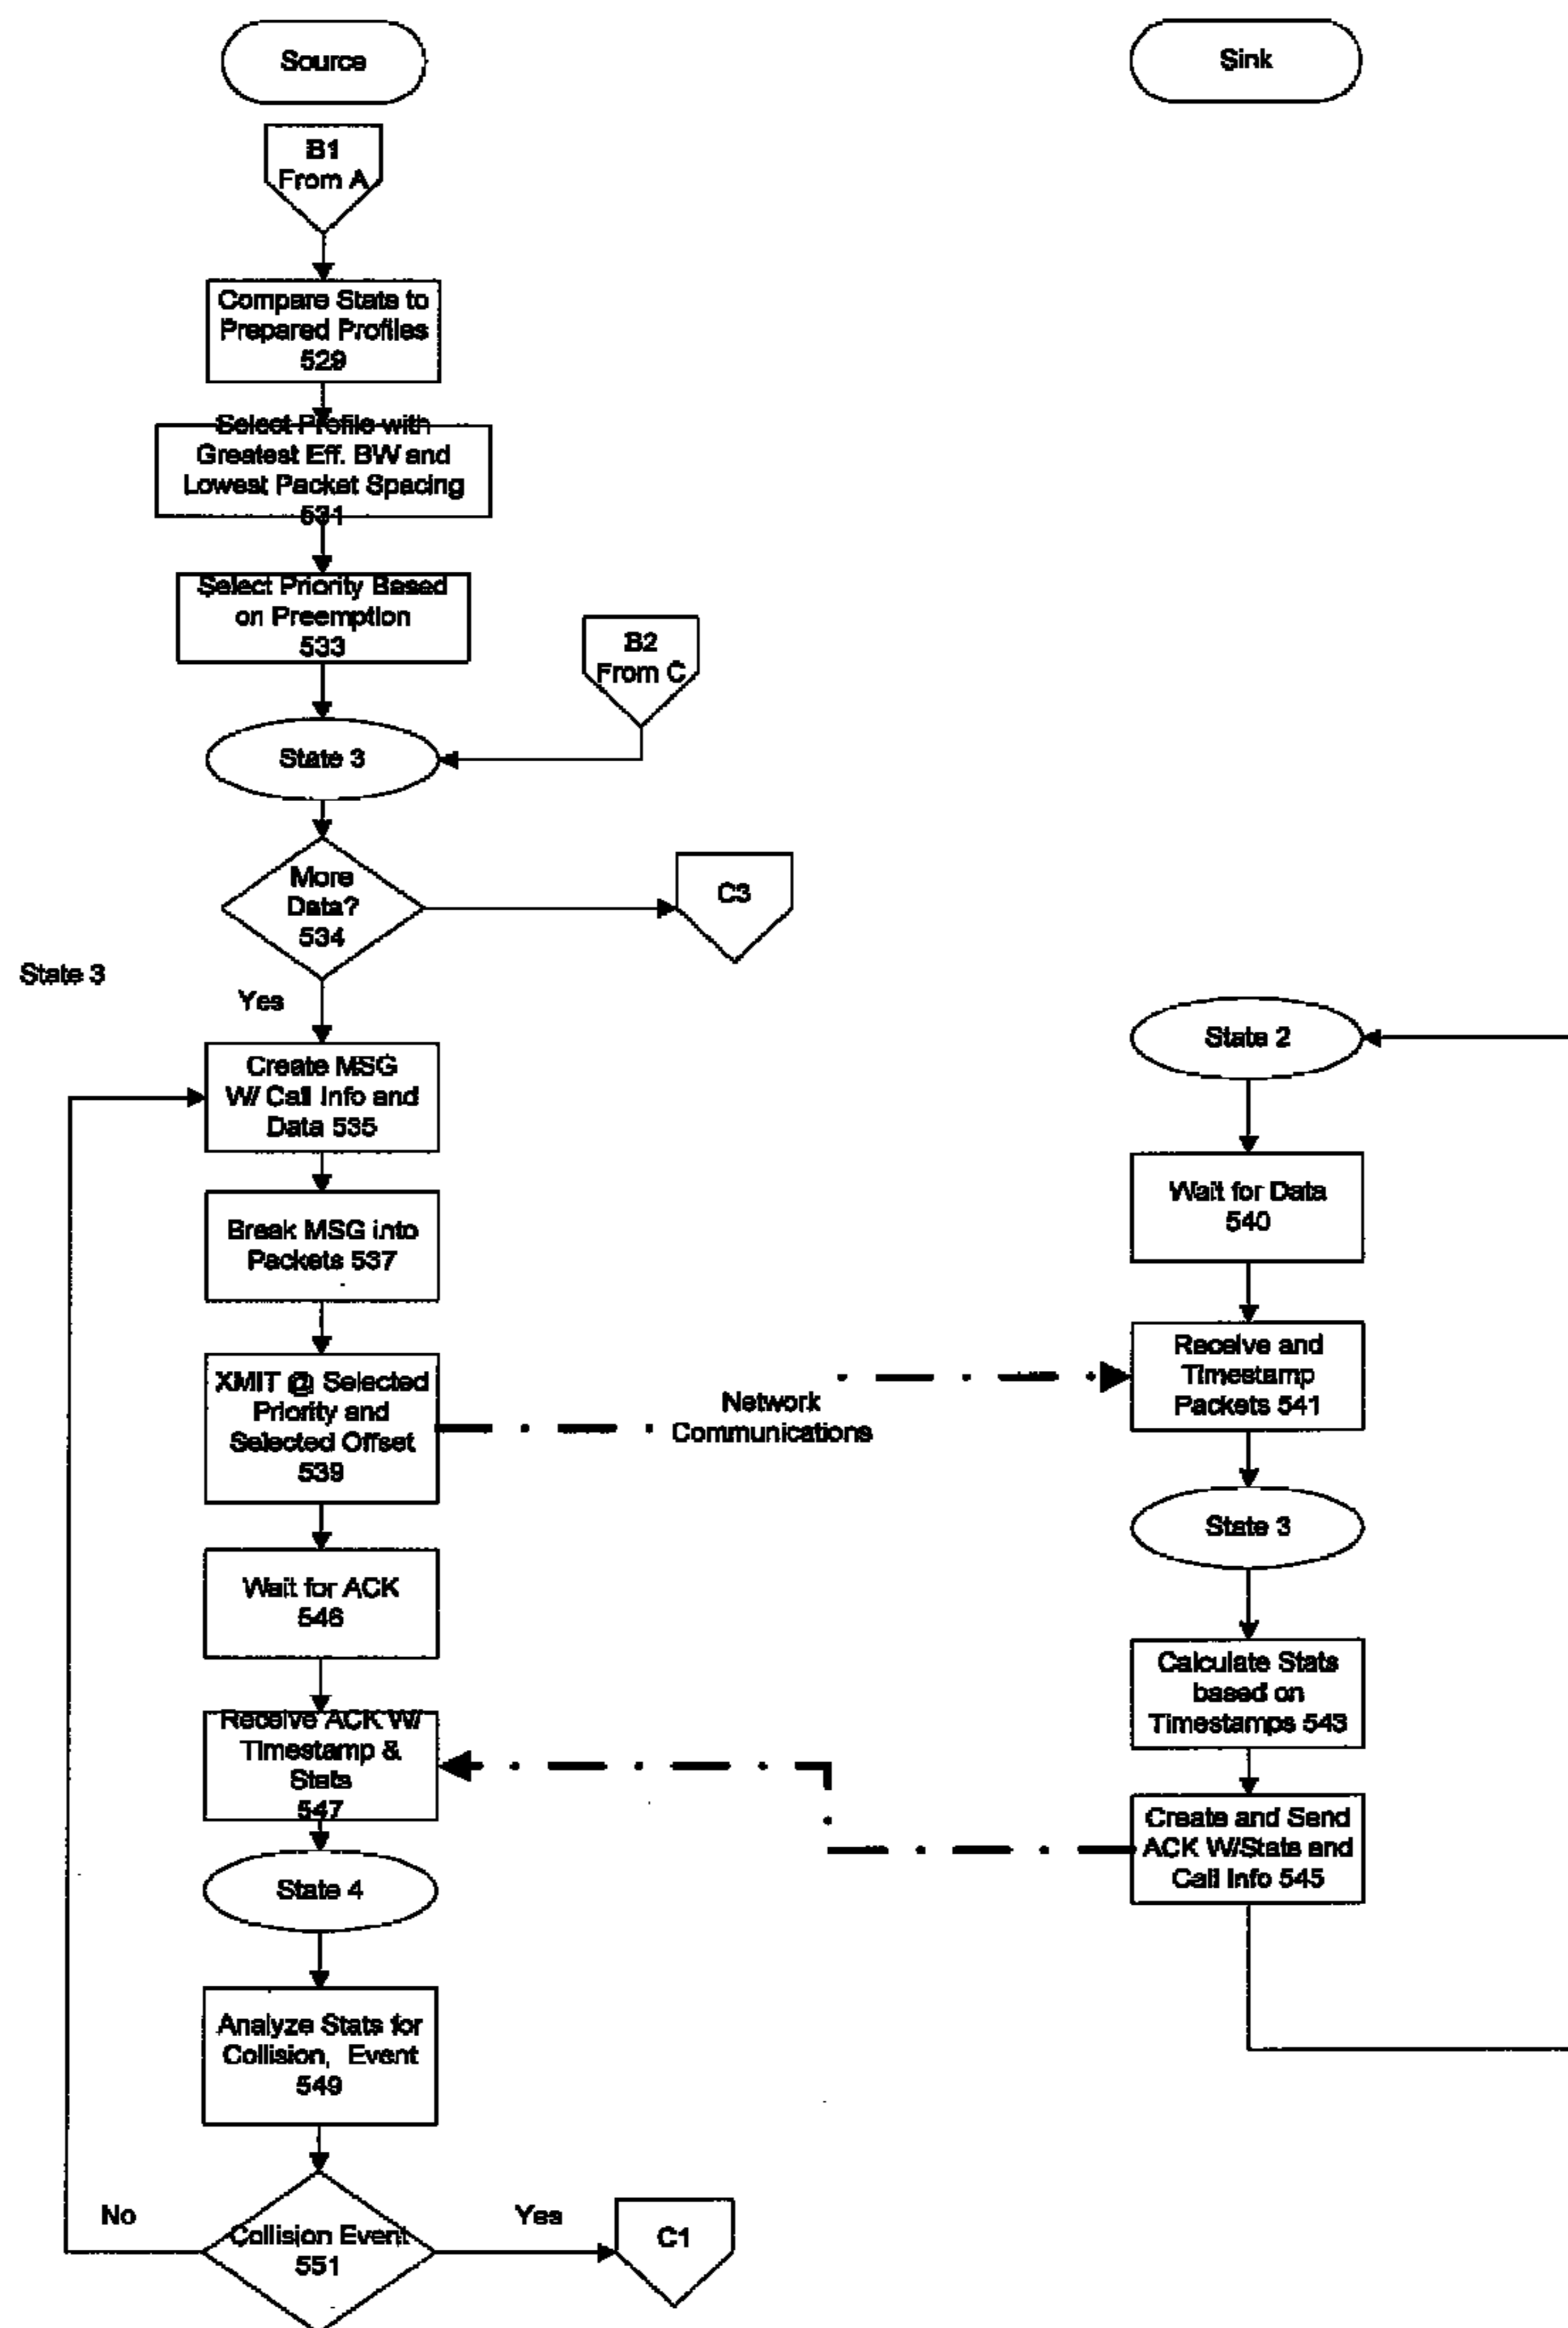 Source
Sink
B1
From A
Compare Stats to
Prepared Profiles
529
Select Profile with
Greatest Eff. BW and
Lowest Packet Spacing
531
Select Priority Based
on Preemption
533
B2
From C
State 3
More
Data?
534
C3
State 3
Yes
Create MSG
W/ Call Info and
Data 535
State 2
Wait for Data
540
Break MSG into
Packets 537
Receive and
Timestamp
Packets 541
XMIT @ Selected
Priority and
Selected Offset
539
Network
Communications
State 3
Wait for ACK
546
Calculate Stats
based on
Timestamps 543
Receive ACK W/
Timestamp &
Stats
547
Create and Send
ACK W/Stats and
Call Info 545
State 4
Analyze Stats for
Collision, Event
549
No
Collision Event
551
Yes
C1